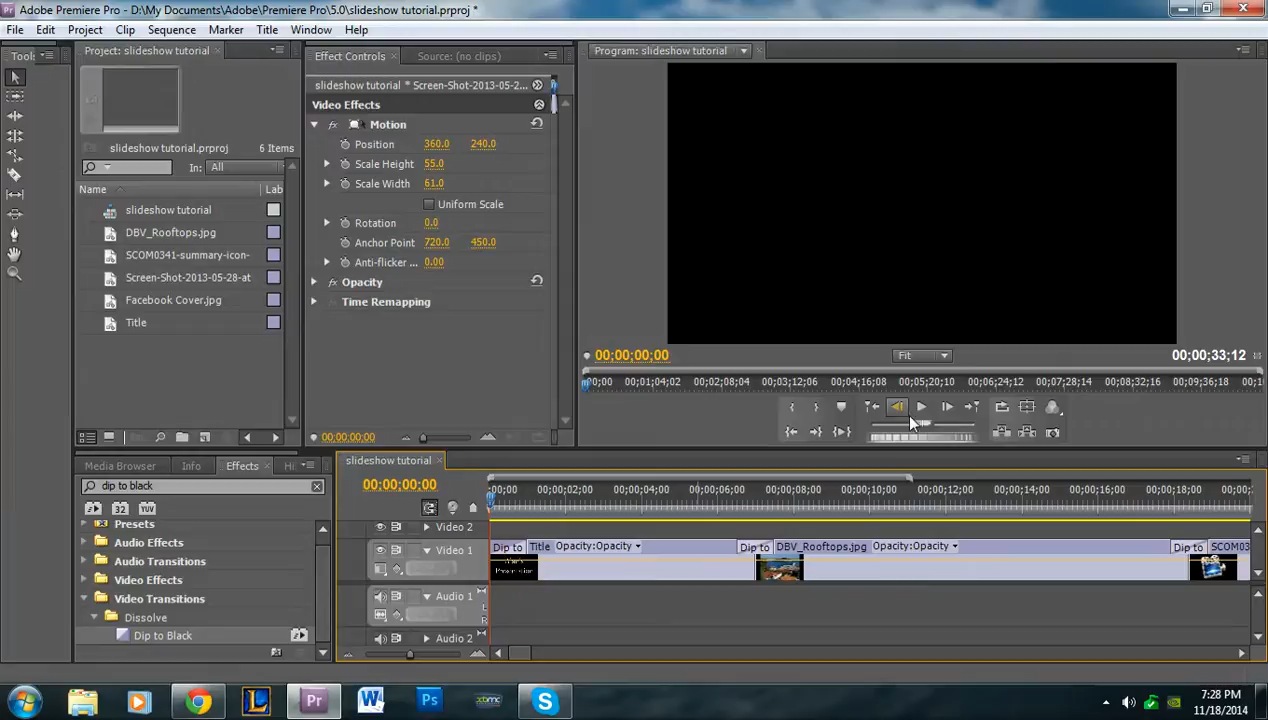 Adobe Premiere Pro - D:\My Documents\Adobe\Premiere Pro\5.0\slideshow tutorial.prproj *
File Edit Project Clip Sequence Marker Title Window Help
Tools
Project: slideshow tutorial
Effect Controls Source: (no clips)
Program: slideshow tutorial
slideshow tutorial * Screen-Shot-2013-05-2...
Video Effects
Motion
Position 360.0 240.0
Scale Height 55.0
Scale Width 61.0
Uniform Scale
Rotation 0.0
Anchor Point 720.0 450.0
Anti-flicker ... 0.00
Opacity
Time Remapping
00;00;00;00
slideshow tutorial.prproj 6 Items
In: All
Name Lab
slideshow tutorial
DBV_Rooftops.jpg
SCOM0341-summary-icon-
Screen-Shot-2013-05-28-at
Facebook Cover.jpg
Title
00;00;00;00 Fit 00;00;33;12
00;00 00;01;04;02 00;02;08;04 00;03;12;06 00;04;16;08 00;05;20;10 00;06;24;12 00;07;28;14 00;08;32;16 00;09;36;18 00;1
Media Browser Info Effects Hi
dip to black
32 YUV
Presets
Audio Effects
Audio Transitions
Video Effects
Video Transitions
Dissolve
Dip to Black
slideshow tutorial
00;00;00;00
;00;00 00;00;02;00 00;00;04;00 00;00;06;00 00;00;08;00 00;00;10;00 00;00;12;00 00;00;14;00 00;00;16;00 00;00;18;00 00;00;
Video 2
Video 1
Dip to Title Opacity:Opacity Dip to DBV_Rooftops.jpg Opacity:Opacity Dip to SCOM03
Presentation
Audio 1
L
R
Audio 2
L
Pr
W
Ps
xbmc
S
7:28 PM
11/18/2014